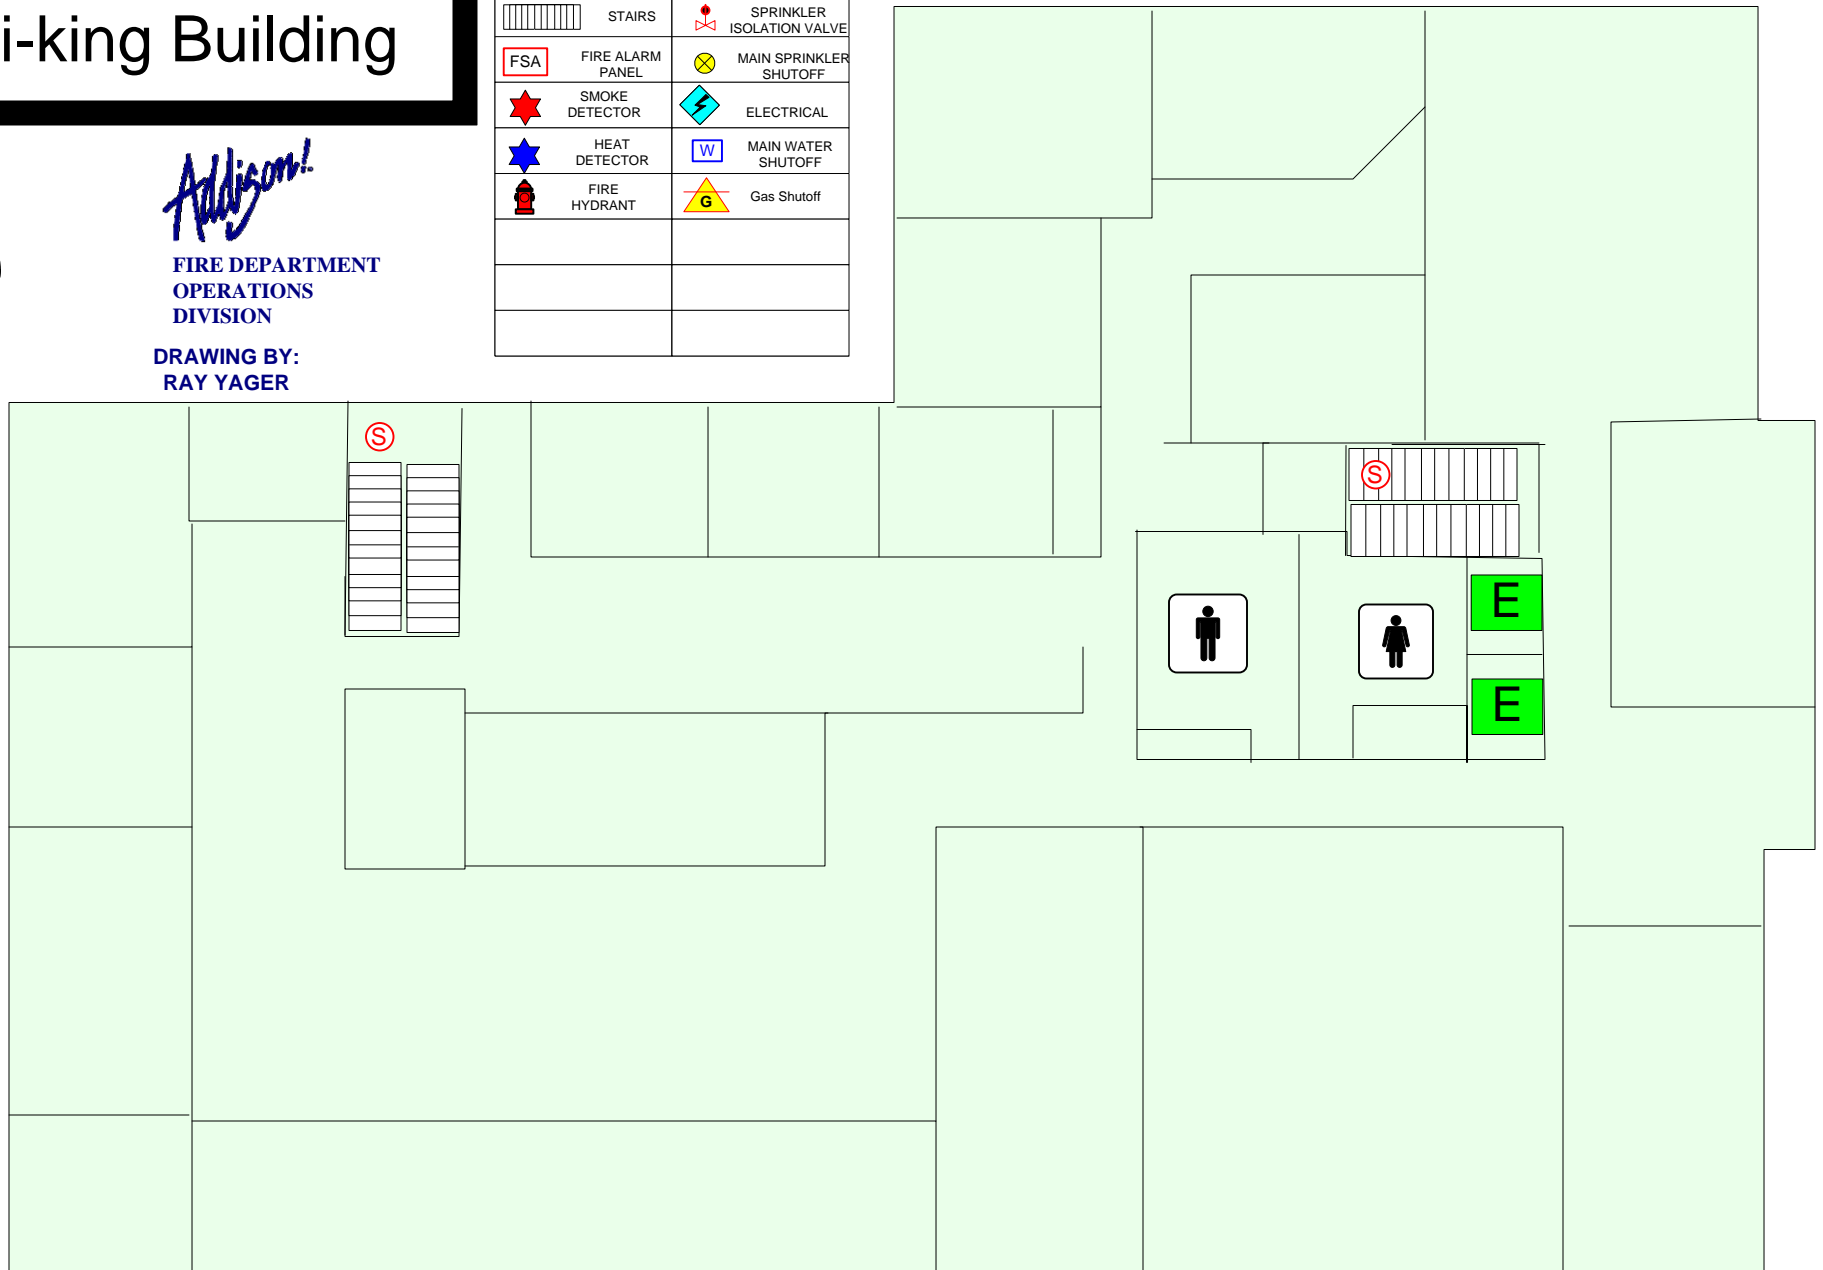 i-king Building
STAIRS
SPRINKLER
ISOLATION VALVE
FSA
FIRE ALARM
PANEL
MAIN SPRINKLER
SHUTOFF
SMOKE
DETECTOR
ELECTRICAL
HEAT
DETECTOR
W
MAIN WATER
SHUTOFF
FIRE
HYDRANT
G
Gas Shutoff
Addison!
FIRE DEPARTMENT
OPERATIONS
DIVISION
DRAWING BY:
RAY YAGER
S
S
E
E